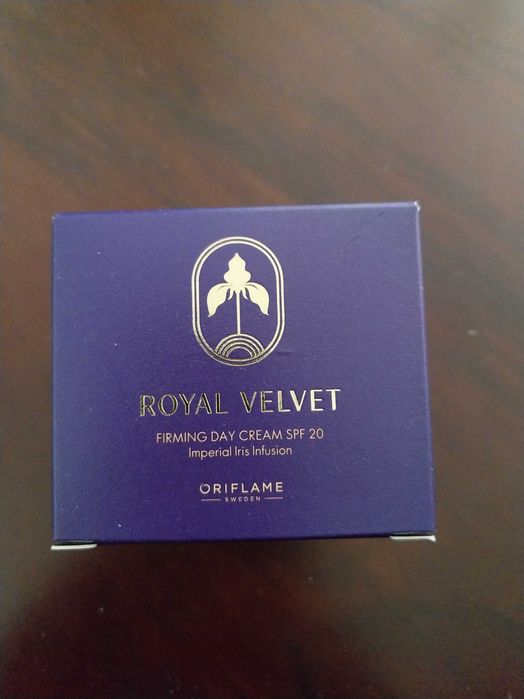 ROYAL VELVET
FIRMING DAY CREAM SPF 20
Imperial Iris Infusion
ORIFLAME
SWEDEN